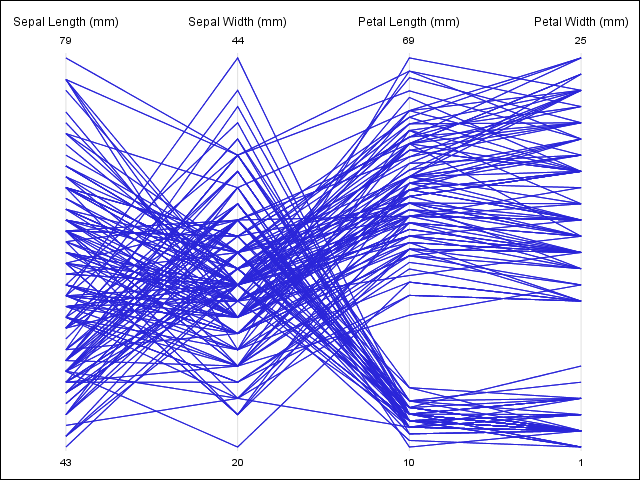 Sepal Length (mm) Sepal Width (mm) Petal Length (mm) Petal Width (mm)
79 44 69 25
43 20 10 1